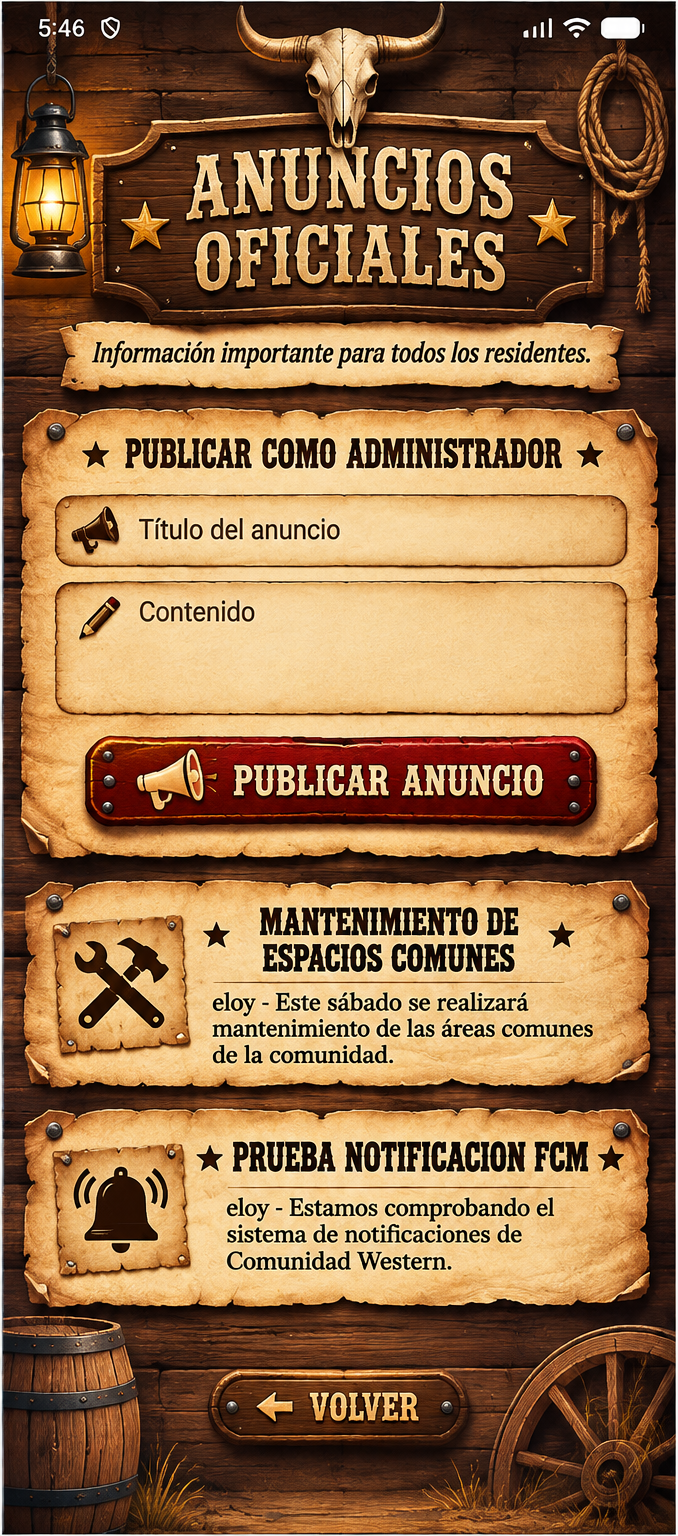 5:46
ANUNCIOS
OFICIALES
Información importante para todos los residentes.
PUBLICAR COMO ADMINISTRADOR
Título del anuncio
Contenido
PUBLICAR ANUNCIO
MANTENIMIENTO DE
ESPACIOS COMUNES
eloy - Este sábado se realizará
mantenimiento de las áreas comunes
de la comunidad.
PRUEBA NOTIFICACION FCM
eloy - Estamos comprobando el
sistema de notificaciones de
Comunidad Western.
VOLVER